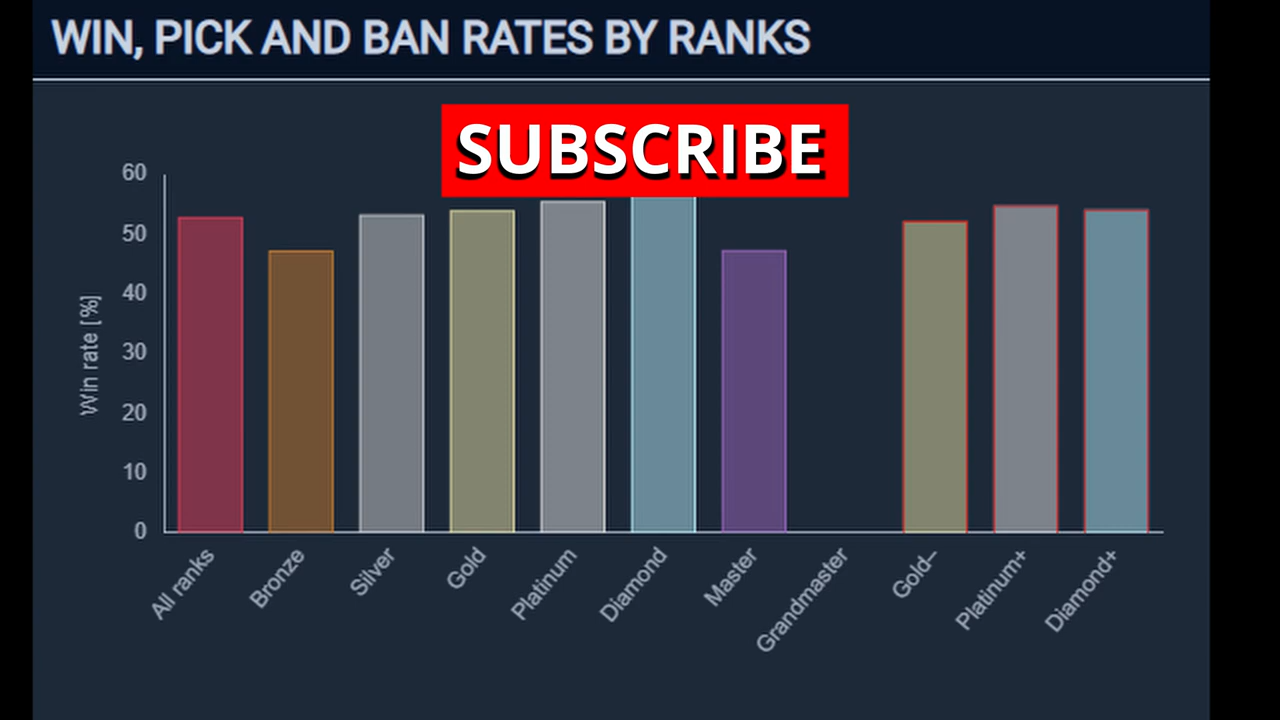 WIN, PICK AND BAN RATES BY RANKS
SUBSCRIBE
60
50
40
30
20
10
0
Win rate [%]
All ranks
Bronze
Silver
Gold
Platinum
Diamond
Master
Grandmaster
Gold–
Platinum+
Diamond+